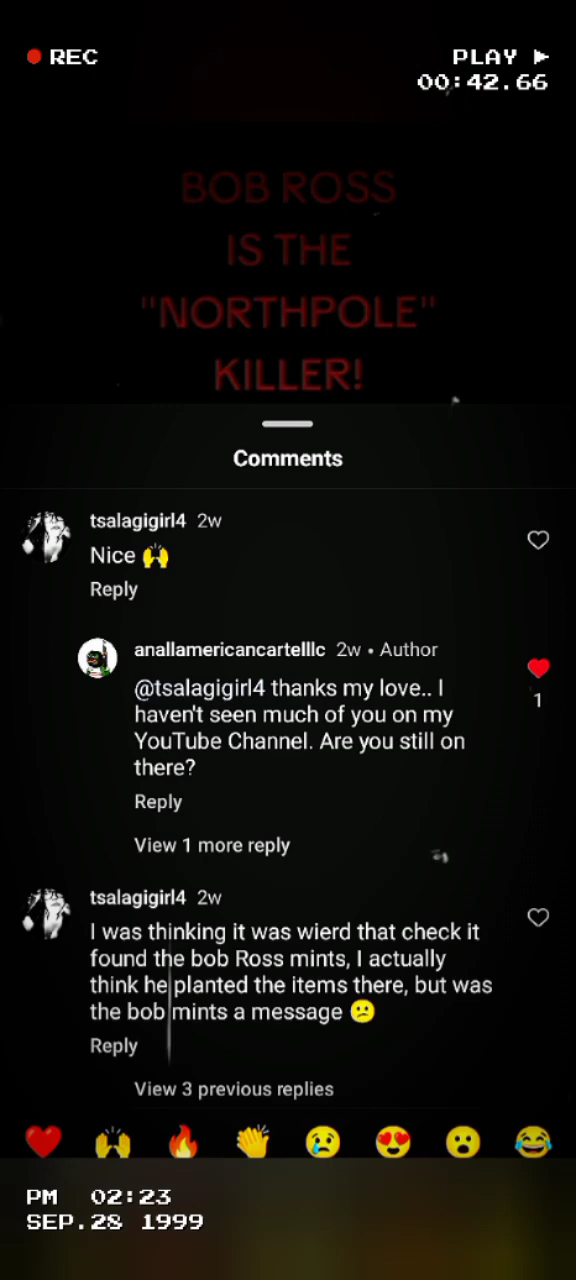 REC
PLAY
00:42.66
BOB ROSS
IS THE
"NORTHPOLE"
KILLER!
Comments
tsalagigirl4 2w
Nice 🙌
Reply
anallamericancartelllc 2w • Author
@tsalagigirl4 thanks my love.. I
haven't seen much of you on my
YouTube Channel. Are you still on
there?
1
Reply
View 1 more reply
tsalagigirl4 2w
I was thinking it was wierd that check it
found the bob Ross mints, I actually
think he planted the items there, but was
the bob mints a message 😕
Reply
View 3 previous replies
PM 02:23
SEP.28 1999